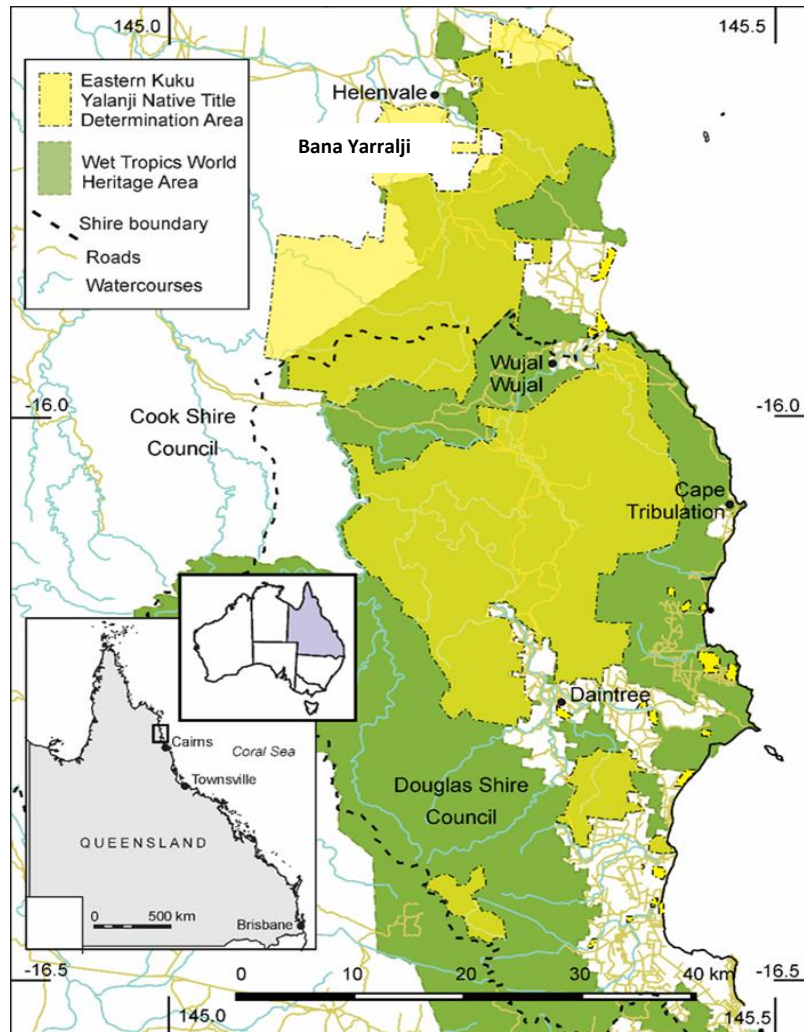 145.0
145.5
Eastern Kuku
Yalanji Native Title
Determination Area
Wet Tropics World
Heritage Area
Shire boundary
Roads
Watercourses
Helenvale
Bana Yarralji
Wujal
Wujal
-16.0
-16.0
Cook Shire
Council
Cape
Tribulation
Daintree
Cairns
Coral Sea
Townsville
QUEENSLAND
0 500 km
Brisbane
Douglas Shire
Council
-16.5
-16.5
0 10 20 30 40 km
145.0
145.5